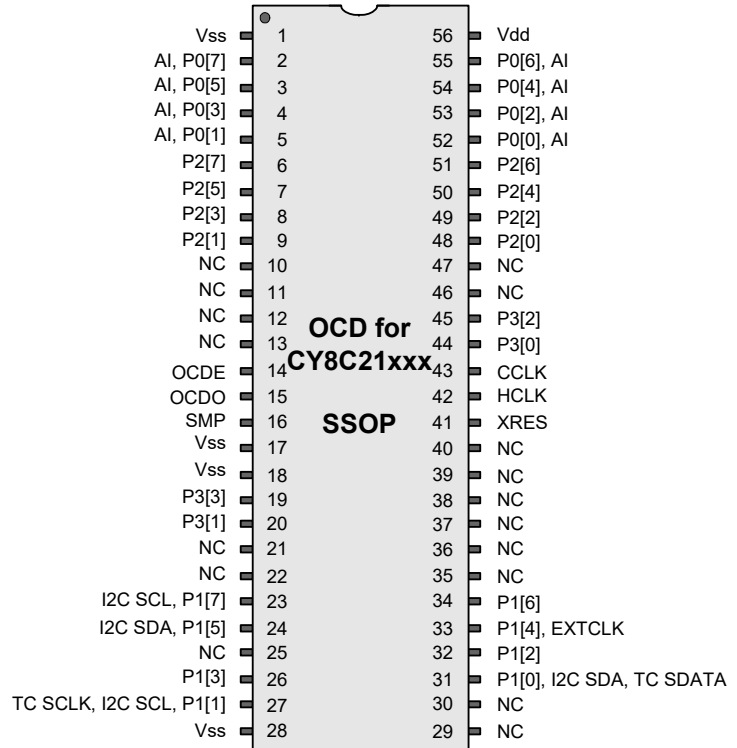 Vss 1 56 Vdd
AI, P0[7] 2 55 P0[6], AI
AI, P0[5] 3 54 P0[4], AI
AI, P0[3] 4 53 P0[2], AI
AI, P0[1] 5 52 P0[0], AI
P2[7] 6 51 P2[6]
P2[5] 7 50 P2[4]
P2[3] 8 49 P2[2]
P2[1] 9 48 P2[0]
NC 10 47 NC
NC 11 46 NC
NC 12 45 P3[2]
OCD for
NC 13 44 P3[0]
CY8C21xxx
OCDE 14 43 CCLK
OCDO 15 42 HCLK
SMP 16 SSOP 41 XRES
Vss 17 40 NC
Vss 18 39 NC
P3[3] 19 38 NC
P3[1] 20 37 NC
NC 21 36 NC
NC 22 35 NC
I2C SCL, P1[7] 23 34 P1[6]
I2C SDA, P1[5] 24 33 P1[4], EXTCLK
NC 25 32 P1[2]
P1[3] 26 31 P1[0], I2C SDA, TC SDATA
TC SCLK, I2C SCL, P1[1] 27 30 NC
Vss 28 29 NC